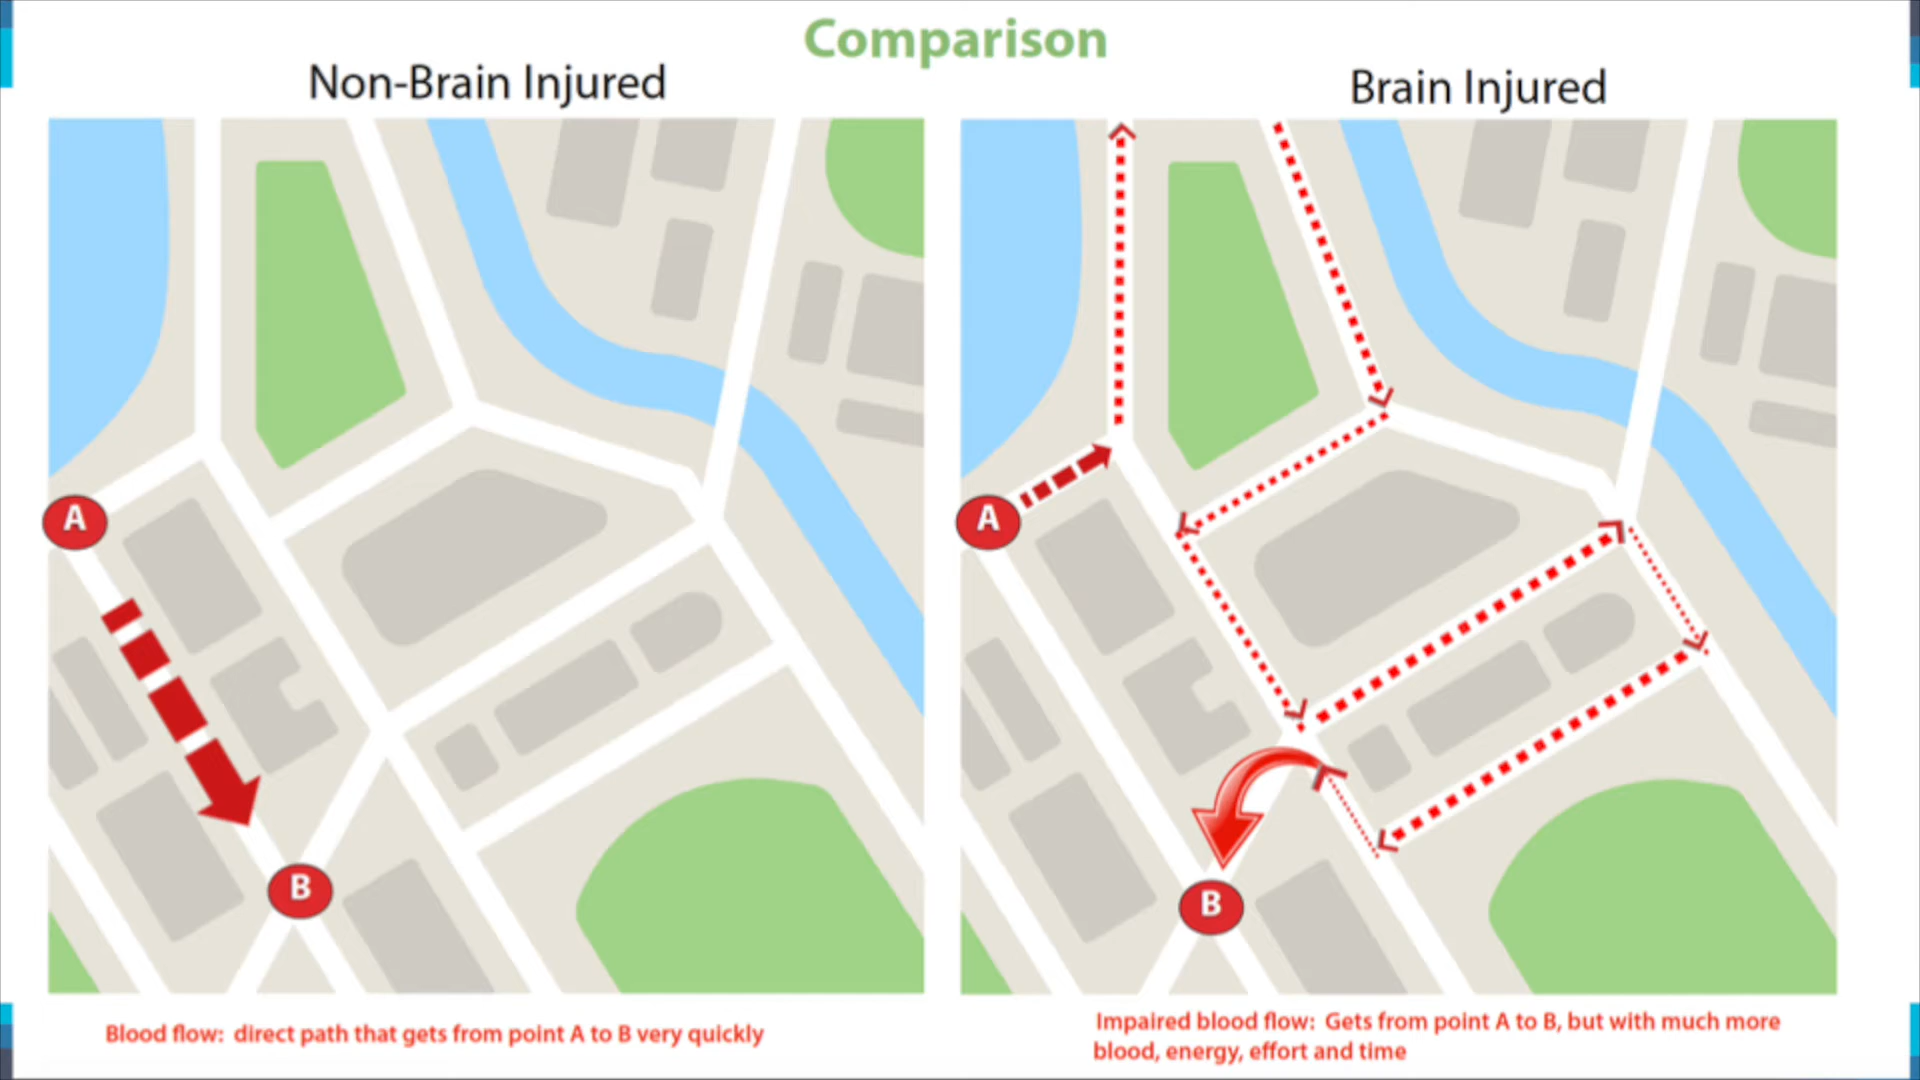 Comparison
Non-Brain Injured
Brain Injured
A
B
A
B
Blood flow: direct path that gets from point A to B very quickly
Impaired blood flow: Gets from point A to B, but with much more
blood, energy, effort and time